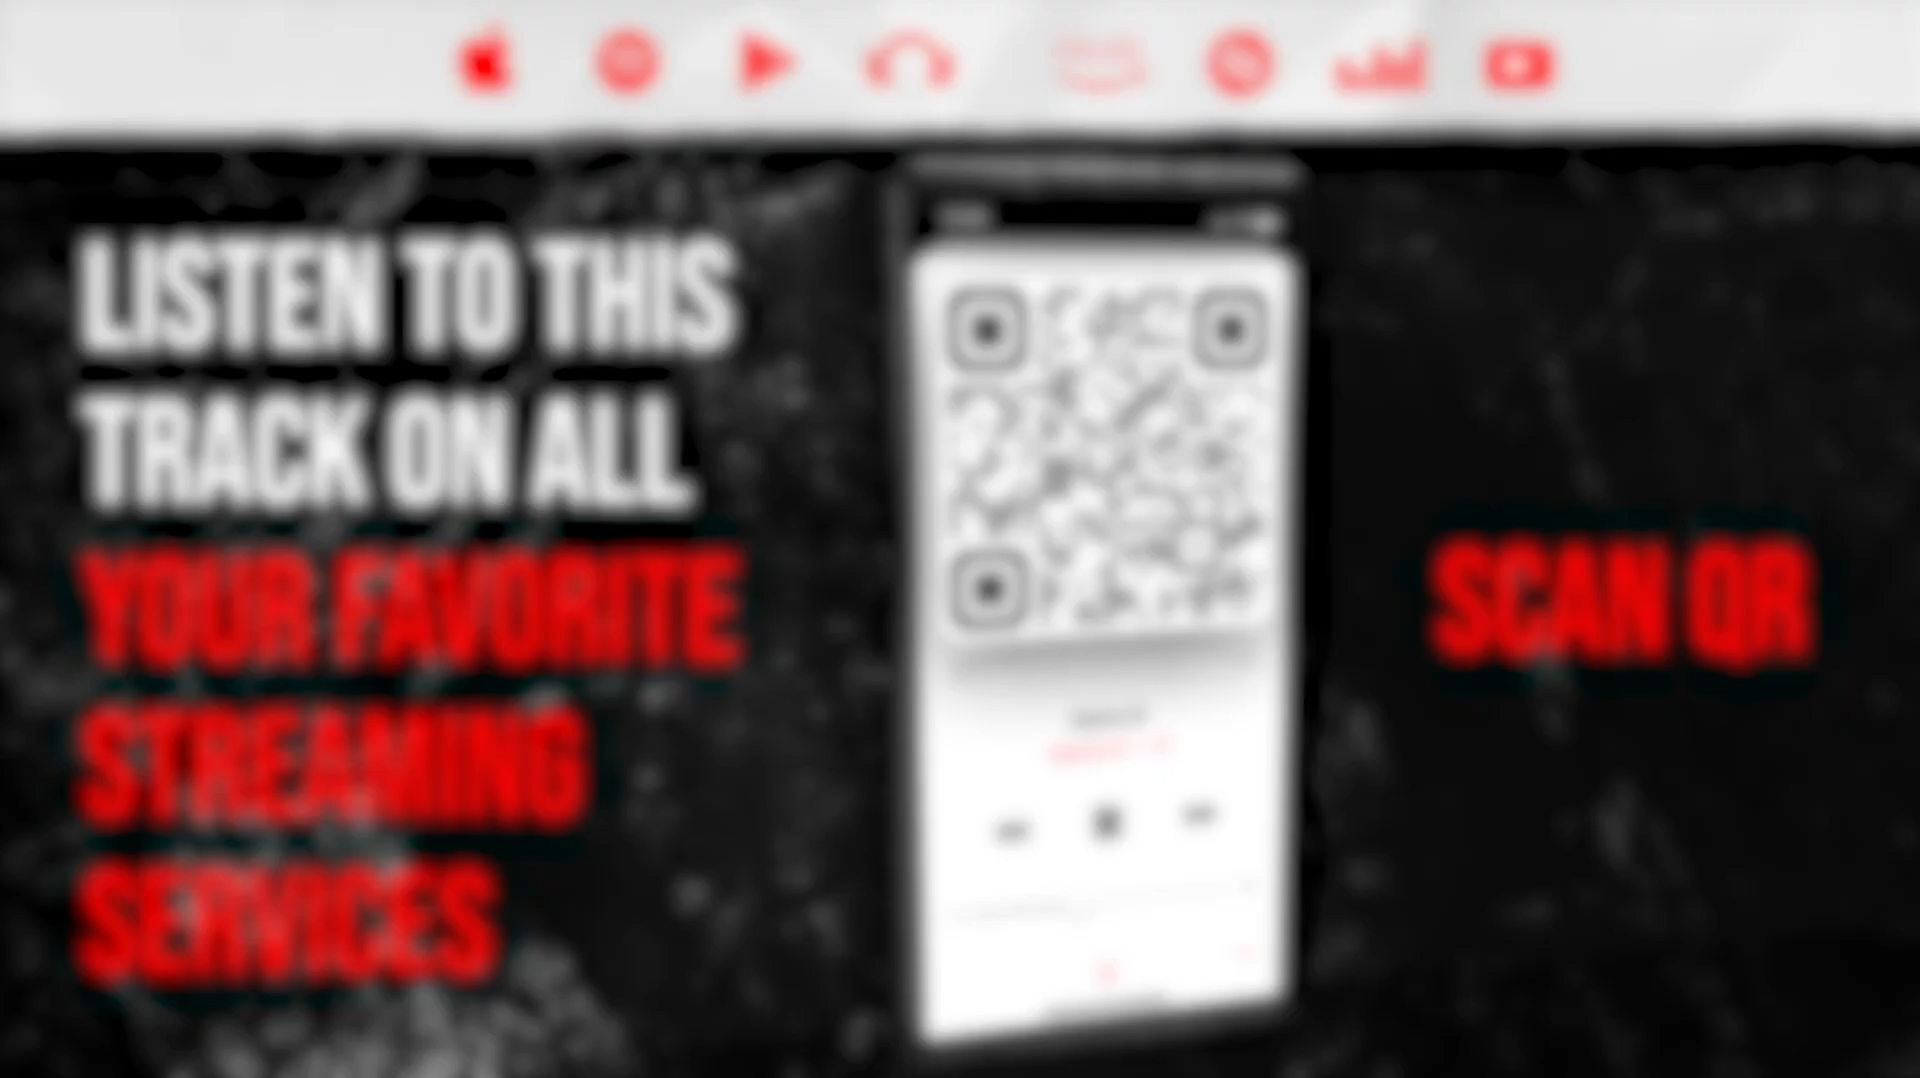 LISTEN TO THIS
TRACK ON ALL
YOUR FAVORITE
STREAMING
SERVICES
SCAN QR